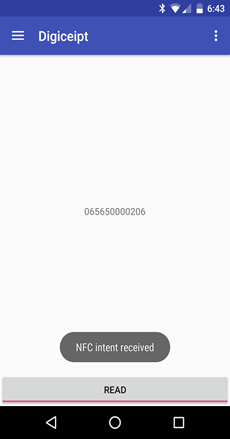 6:43
Digiceipt
065650000206
NFC intent received
READ